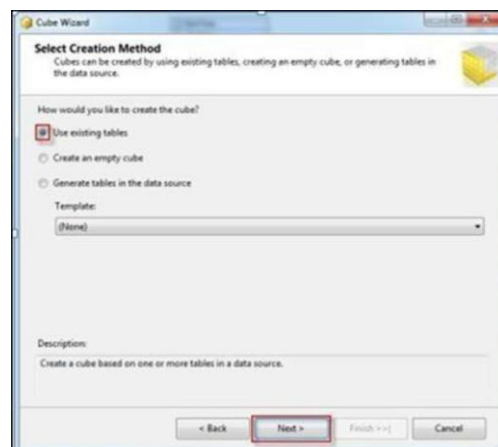 Cube Wizard
Select Creation Method
Cubes can be created by using existing tables, creating an empty cube, or generating tables in
the data source.
How would you like to create the cube?
Use existing tables
Create an empty cube
Generate tables in the data source
Template:
(None)
Description:
Create a cube based on one or more tables in a data source.
< Back
Next >
Finish >>|
Cancel